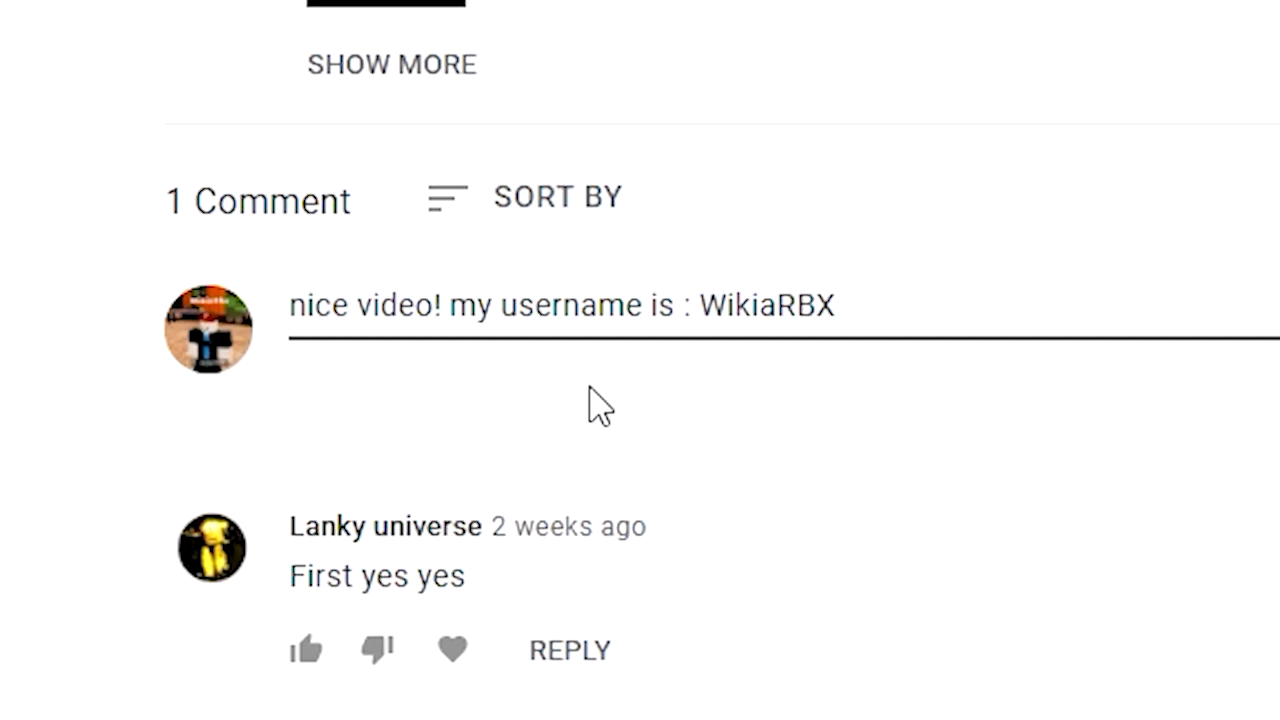 SHOW MORE
1 Comment
SORT BY
nice video! my username is : WikiaRBX
Lanky universe 2 weeks ago
First yes yes
REPLY